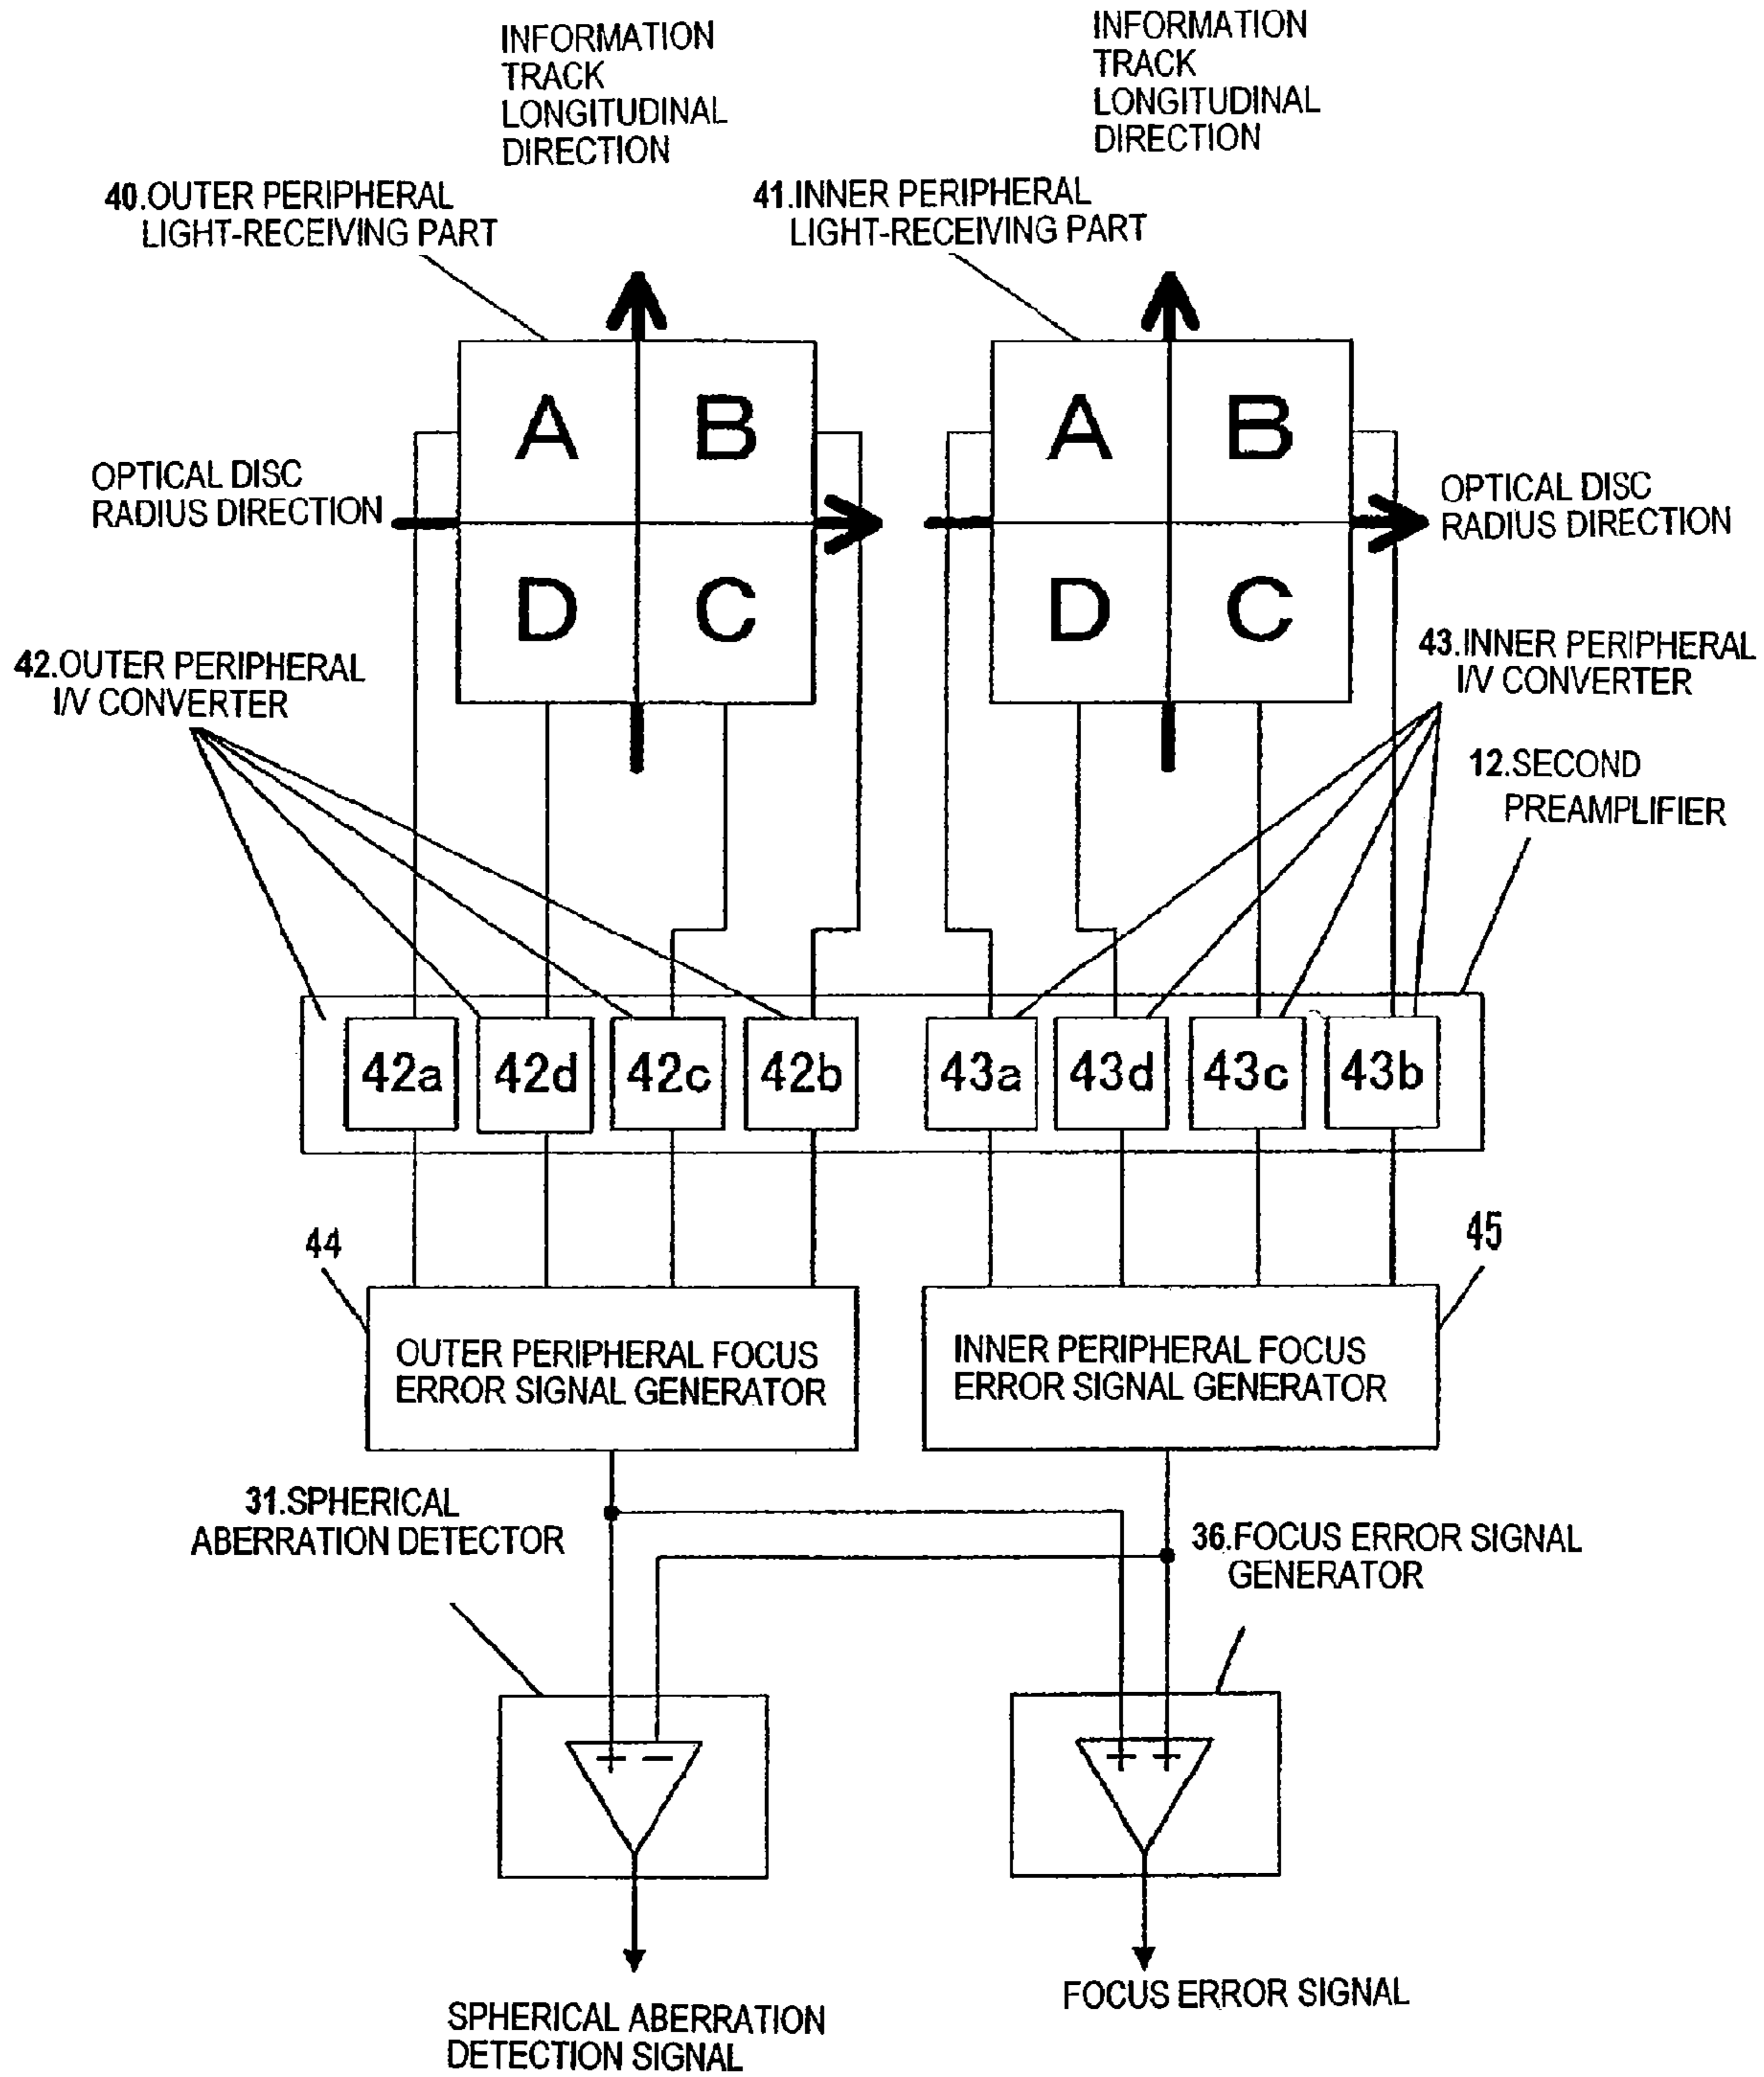 INFORMATION
TRACK
LONGITUDINAL
DIRECTION
INFORMATION
TRACK
LONGITUDINAL
DIRECTION
40.OUTER PERIPHERAL
LIGHT-RECEIVING PART
41.INNER PERIPHERAL
LIGHT-RECEIVING PART
A B
D C
A B
D C
OPTICAL DISC
RADIUS DIRECTION
OPTICAL DISC
RADIUS DIRECTION
42.OUTER PERIPHERAL
I/V CONVERTER
43.INNER PERIPHERAL
I/V CONVERTER
12.SECOND
PREAMPLIFIER
42a 42d 42c 42b 43a 43d 43c 43b
44
45
OUTER PERIPHERAL FOCUS
ERROR SIGNAL GENERATOR
INNER PERIPHERAL FOCUS
ERROR SIGNAL GENERATOR
31.SPHERICAL
ABERRATION DETECTOR
36.FOCUS ERROR SIGNAL
GENERATOR
+ −
+ +
SPHERICAL ABERRATION
DETECTION SIGNAL
FOCUS ERROR SIGNAL